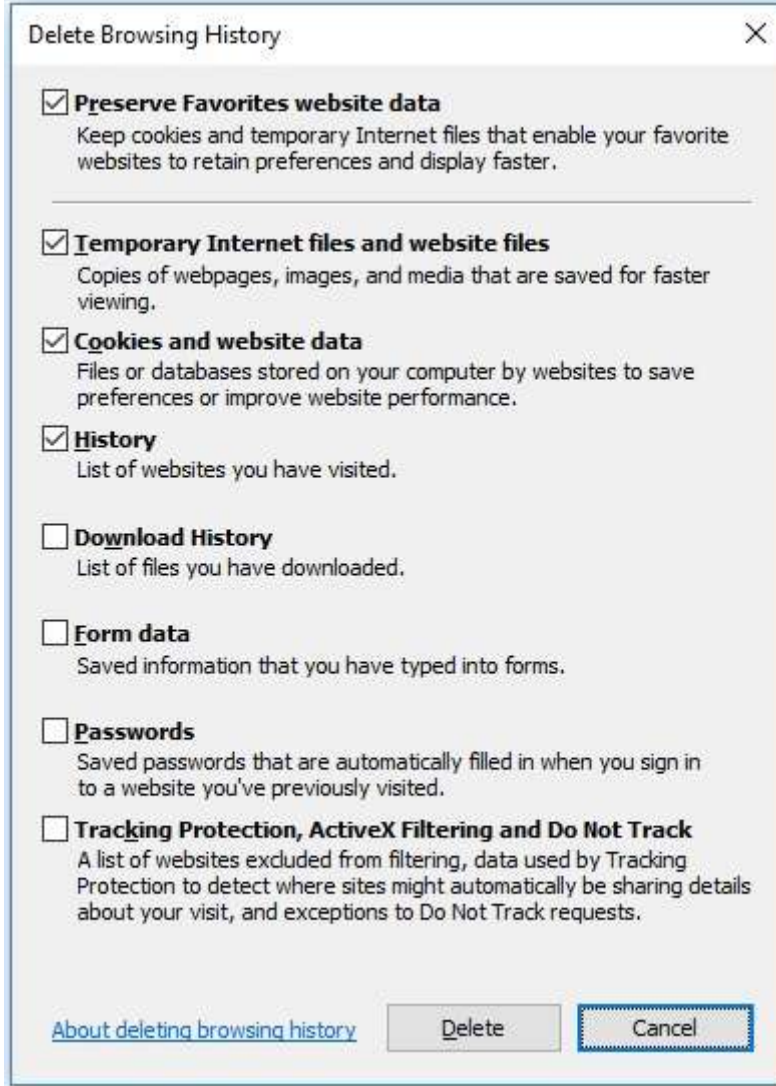 Delete Browsing History
Preserve Favorites website data
Keep cookies and temporary Internet files that enable your favorite
websites to retain preferences and display faster.
Temporary Internet files and website files
Copies of webpages, images, and media that are saved for faster
viewing.
Cookies and website data
Files or databases stored on your computer by websites to save
preferences or improve website performance.
History
List of websites you have visited.
Download History
List of files you have downloaded.
Form data
Saved information that you have typed into forms.
Passwords
Saved passwords that are automatically filled in when you sign in
to a website you've previously visited.
Tracking Protection, ActiveX Filtering and Do Not Track
A list of websites excluded from filtering, data used by Tracking
Protection to detect where sites might automatically be sharing details
about your visit, and exceptions to Do Not Track requests.
About deleting browsing history Delete Cancel